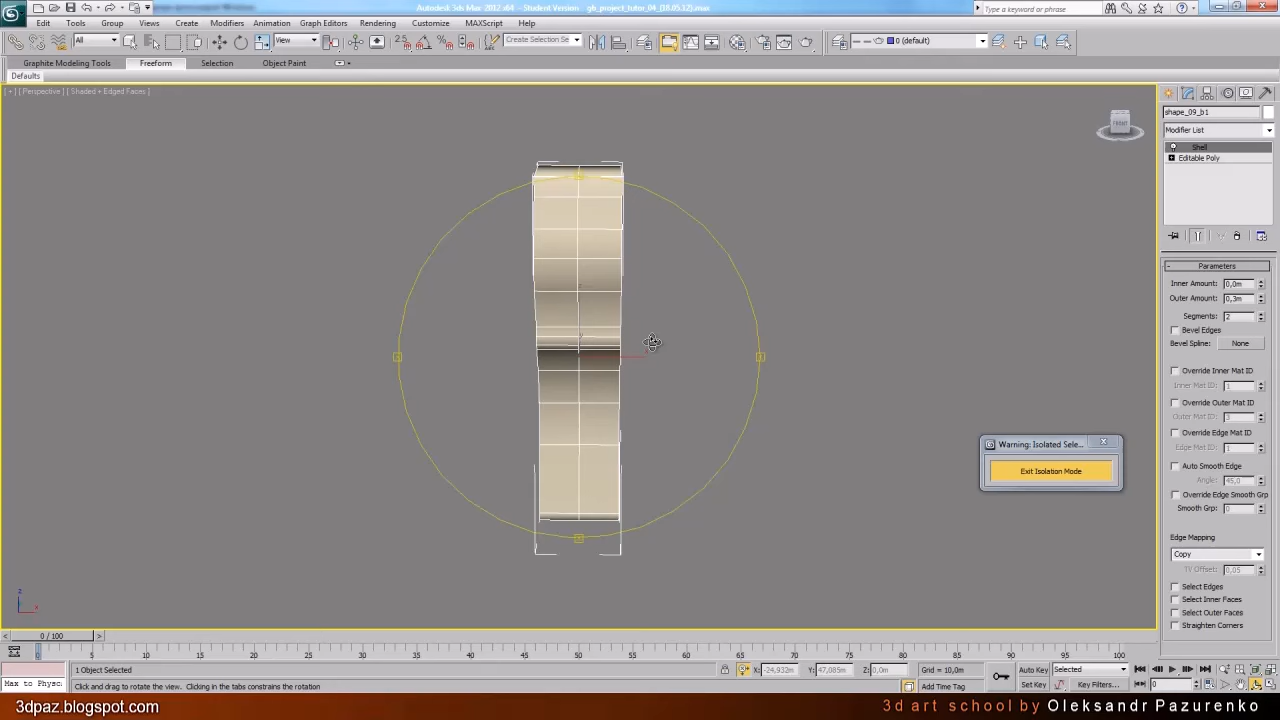 Autodesk 3ds Max 2012 x64 - Student Version gb_project_tutor_04_(18.05.12).max
Type a keyword or phrase
Edit Tools Group Views Create Modifiers Animation Graph Editors Rendering Customize MAXScript Help
All View Create Selection Se 0 (default)
Graphite Modeling Tools Freeform Selection Object Paint
Defaults
[ + ] [ Perspective ] [ Shaded + Edged Faces ]
FRONT
shape_09_b1
Modifier List
Shell
Editable Poly
- Parameters
Inner Amount: 0,0m
Outer Amount: 0,3m
Segments: 2
Bevel Edges
Bevel Spline: None
Override Inner Mat ID
Inner Mat ID: 1
Override Outer Mat ID
Outer Mat ID: 3
Override Edge Mat ID
Edge Mat ID: 1
Auto Smooth Edge
Angle: 45,0
Override Edge Smooth Grp
Smooth Grp: 0
Edge Mapping
Copy
TV Offset: 0,05
Select Edges
Select Inner Faces
Select Outer Faces
Straighten Corners
Warning: Isolated Sele...
Exit Isolation Mode
z
x
< 0 / 100 >
0 5 10 15 20 25 30 35 40 45 50 55 60 65 70 75 80 85 90 95 100
1 Object Selected X: -24,932m Y: 47,085m Z: 0,0m Grid = 10,0m Auto Key Selected
Max to Physc Click and drag to rotate the view. Clicking in the tabs constrains the rotation Add Time Tag Set Key Key Filters... 0
3dpaz.blogspot.com 3d art school by Oleksandr Pazurenko